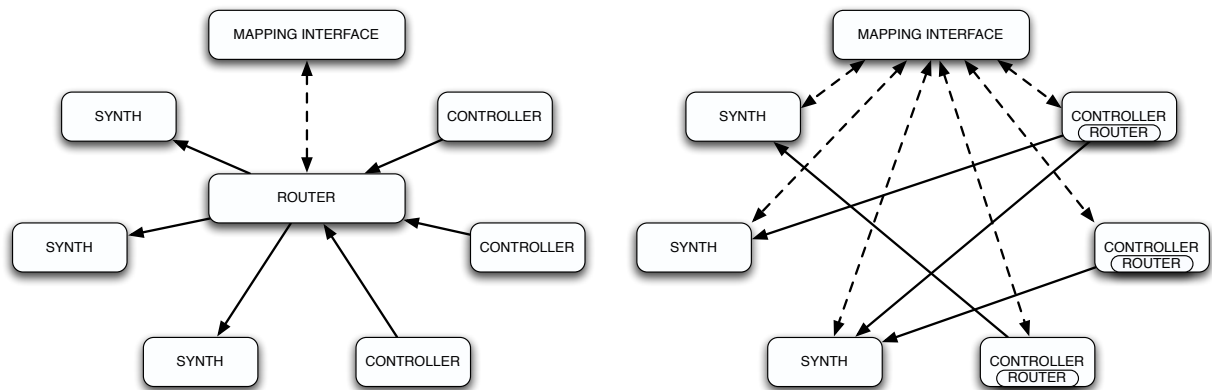 MAPPING INTERFACE
SYNTH
CONTROLLER
ROUTER
SYNTH
CONTROLLER
SYNTH
CONTROLLER
MAPPING INTERFACE
SYNTH
CONTROLLER
ROUTER
SYNTH
CONTROLLER
ROUTER
SYNTH
CONTROLLER
ROUTER